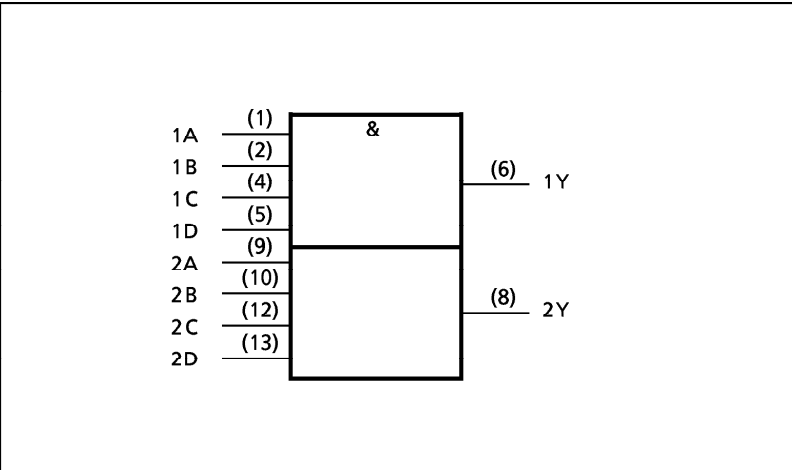 &
1A (1)
1B (2)
1C (4)
1D (5)
2A (9)
2B (10)
2C (12)
2D (13)
(6) 1Y
(8) 2Y